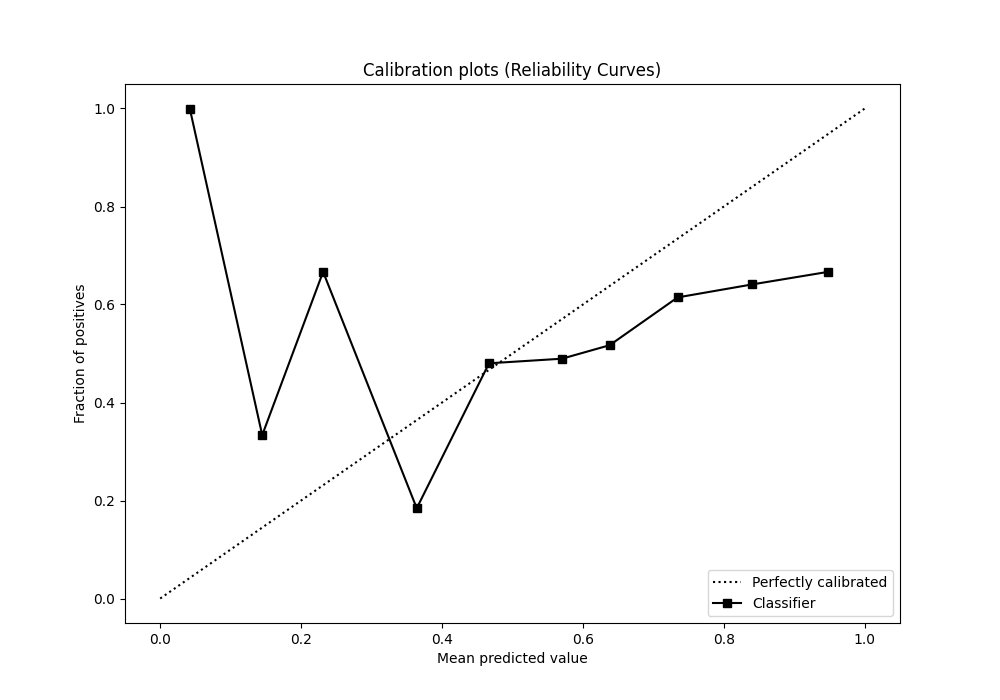 Calibration plots (Reliability Curves)
1.0
0.8
0.6
0.4
0.2
0.0
Fraction of positives
0.0 0.2 0.4 0.6 0.8 1.0
Mean predicted value
Perfectly calibrated
Classifier